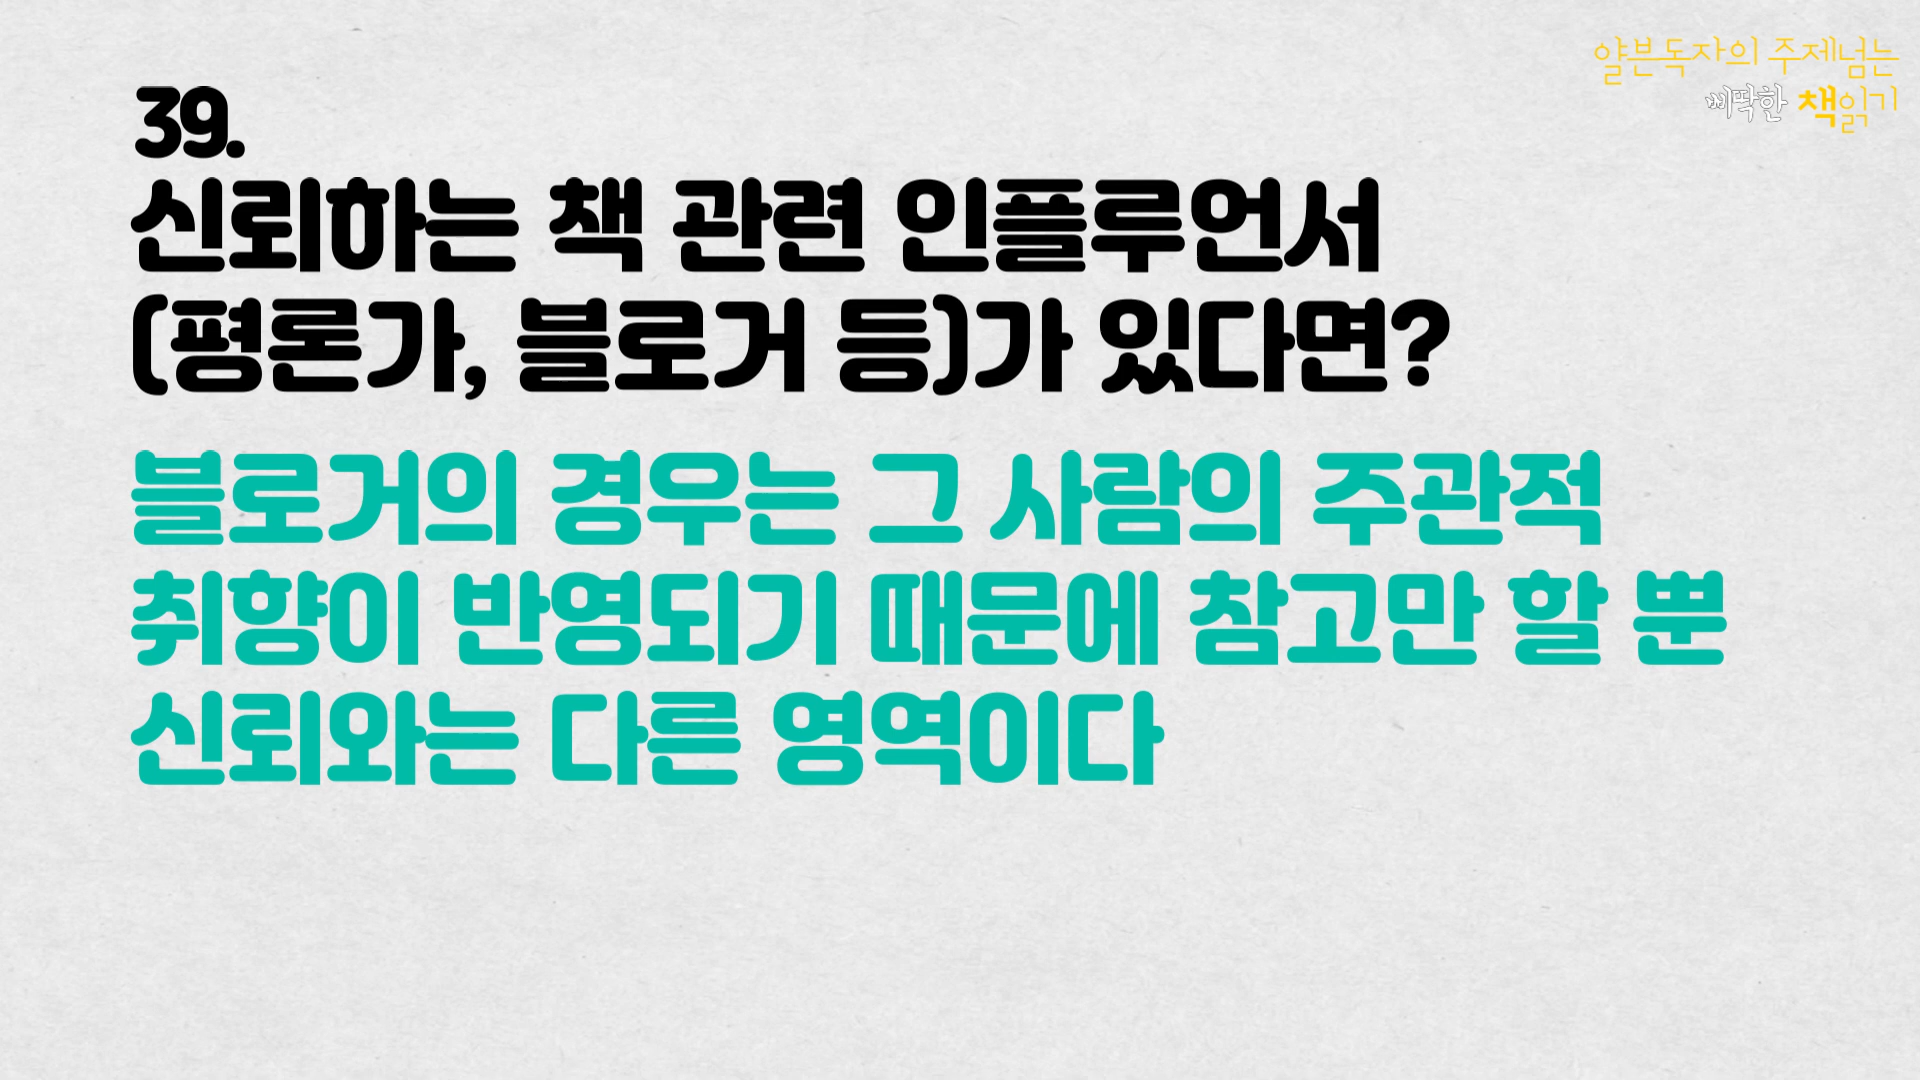 얄븐독자의 주제넘는
삐딱한 책읽기
39.
신뢰하는 책 관련 인플루언서
(평론가, 블로거 등)가 있다면?
블로거의 경우는 그 사람의 주관적
취향이 반영되기 때문에 참고만 할 뿐
신뢰와는 다른 영역이다